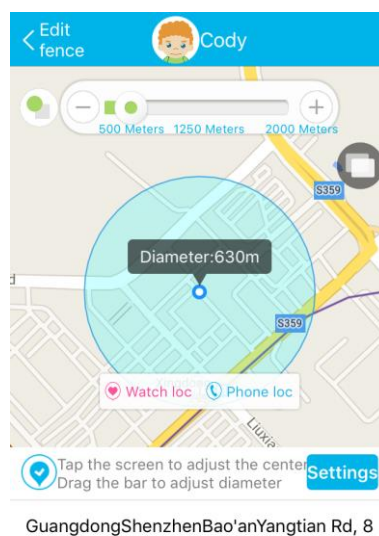 Edit
fence
Cody
500 Meters 1250 Meters 2000 Meters
S359
Diameter:630m
S359
Watch loc Phone loc
Tap the screen to adjust the center
Drag the bar to adjust diameter
Settings
GuangdongShenzhenBao'anYangtian Rd, 8